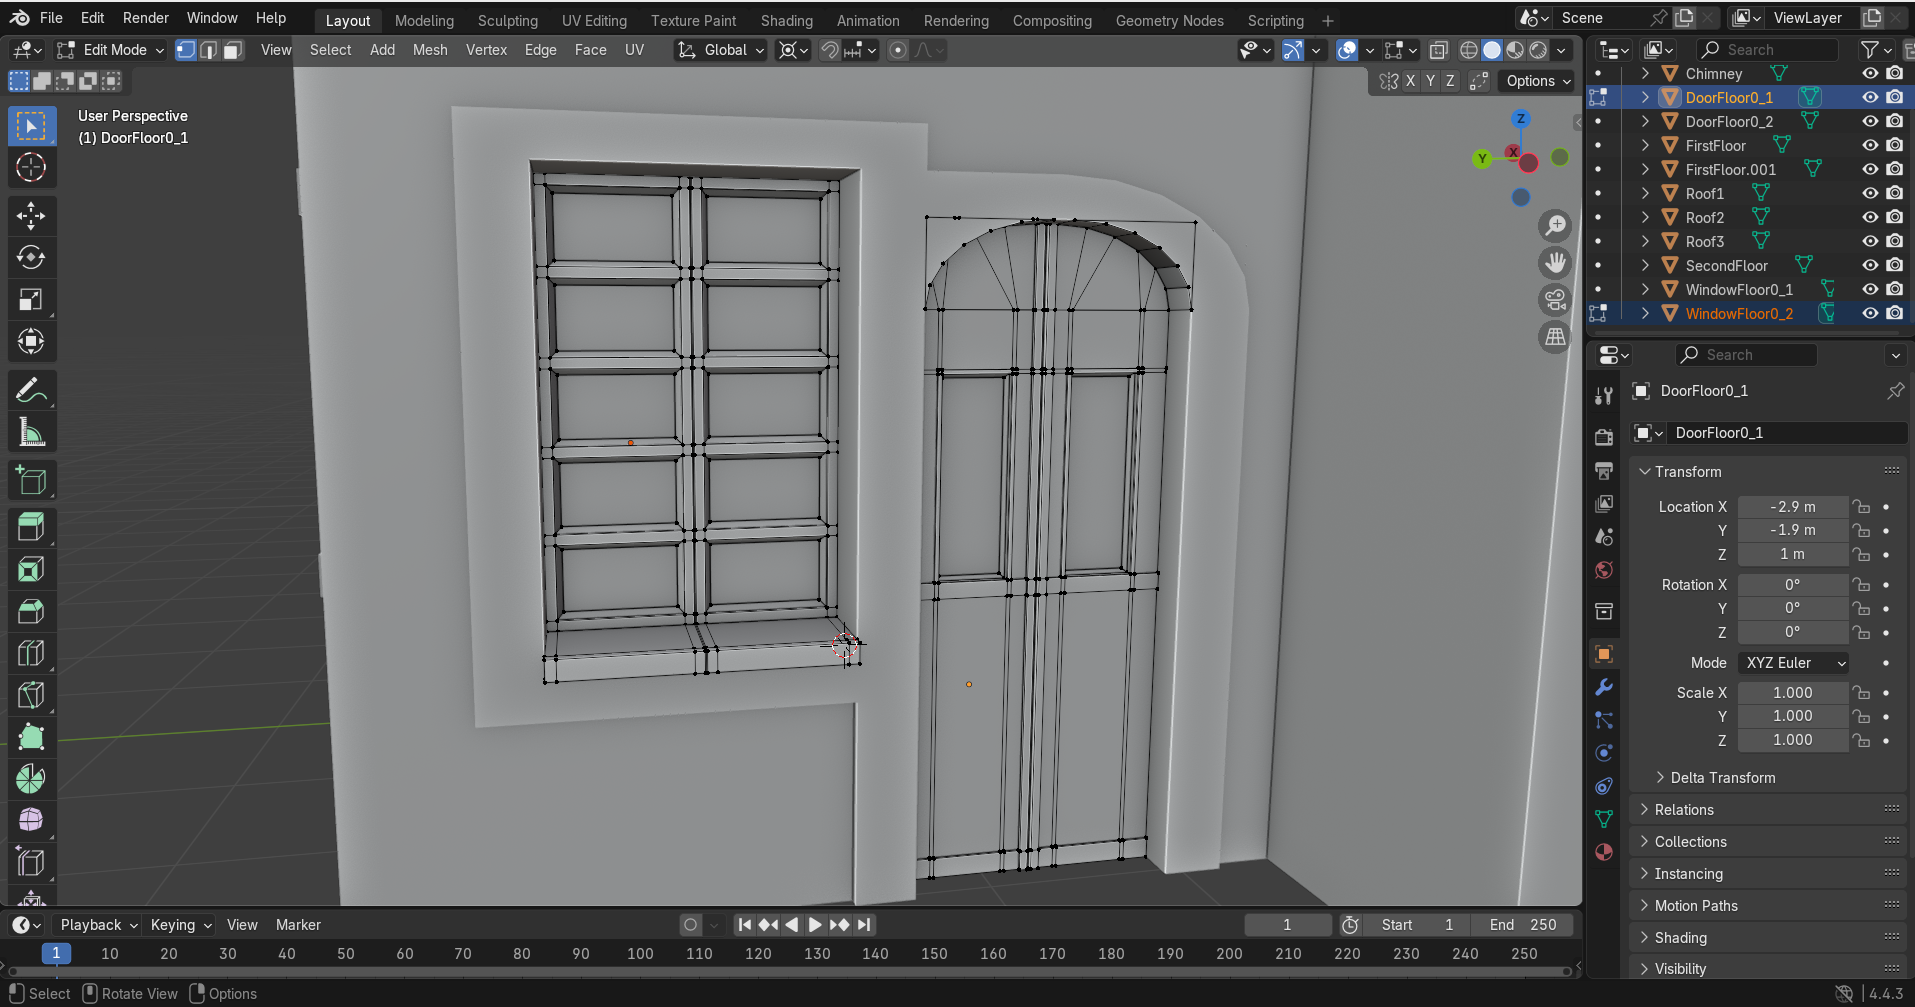 File Edit Render Window Help Layout Modeling Sculpting UV Editing Texture Paint Shading Animation Rendering Compositing Geometry Nodes Scripting + Scene ViewLayer
Edit Mode View Select Add Mesh Vertex Edge Face UV Global Search
X Y Z Options
User Perspective
(1) DoorFloor0_1
Z
Y
X
Chimney
DoorFloor0_1
DoorFloor0_2
FirstFloor
FirstFloor.001
Roof1
Roof2
Roof3
SecondFloor
WindowFloor0_1
WindowFloor0_2
Search
DoorFloor0_1
DoorFloor0_1
Transform
Location X -2.9 m
Y -1.9 m
Z 1 m
Rotation X 0°
Y 0°
Z 0°
Mode XYZ Euler
Scale X 1.000
Y 1.000
Z 1.000
Delta Transform
Relations
Collections
Instancing
Motion Paths
Shading
Visibility
Playback Keying View Marker 1 Start 1 End 250
1 10 20 30 40 50 60 70 80 90 100 110 120 130 140 150 160 170 180 190 200 210 220 230 240 250
Select Rotate View Options 4.4.3